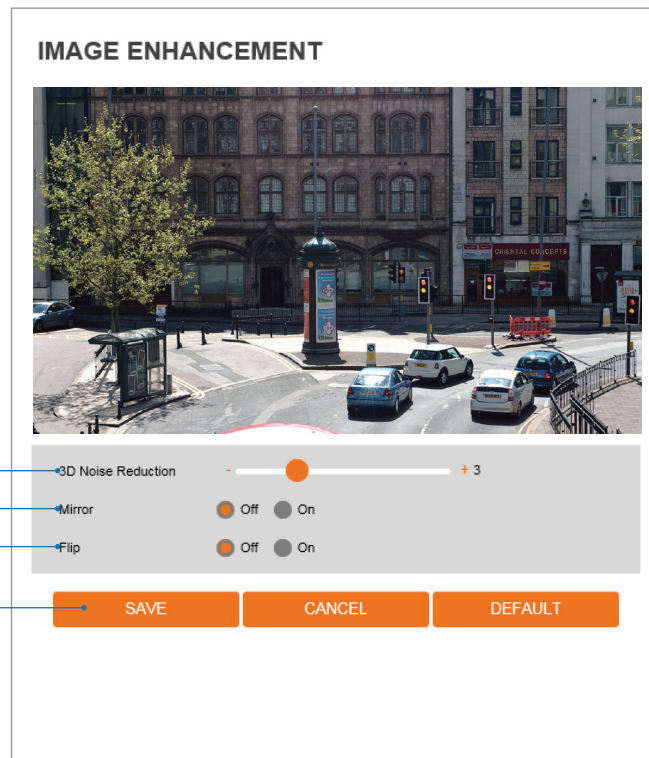 IMAGE ENHANCEMENT
ORIENTAL CONCEPTS
3D Noise Reduction - + 3
Mirror Off On
Flip Off On
SAVE CANCEL DEFAULT